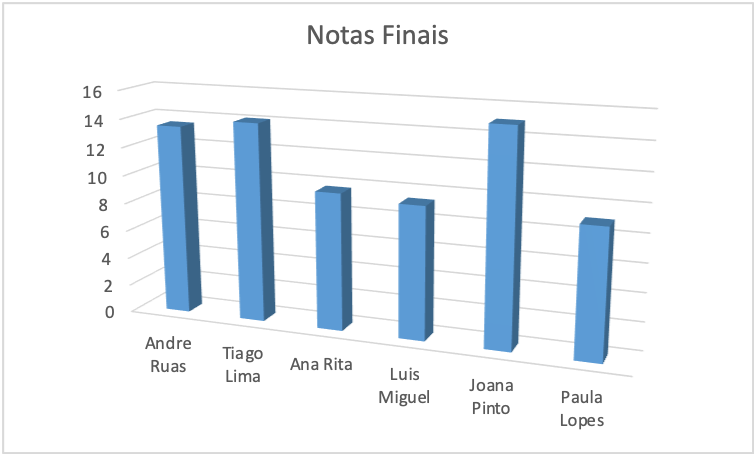 Notas Finais
16
14
12
10
8
6
4
2
0
Andre
Ruas
Tiago
Lima
Ana Rita
Luis
Miguel
Joana
Pinto
Paula
Lopes